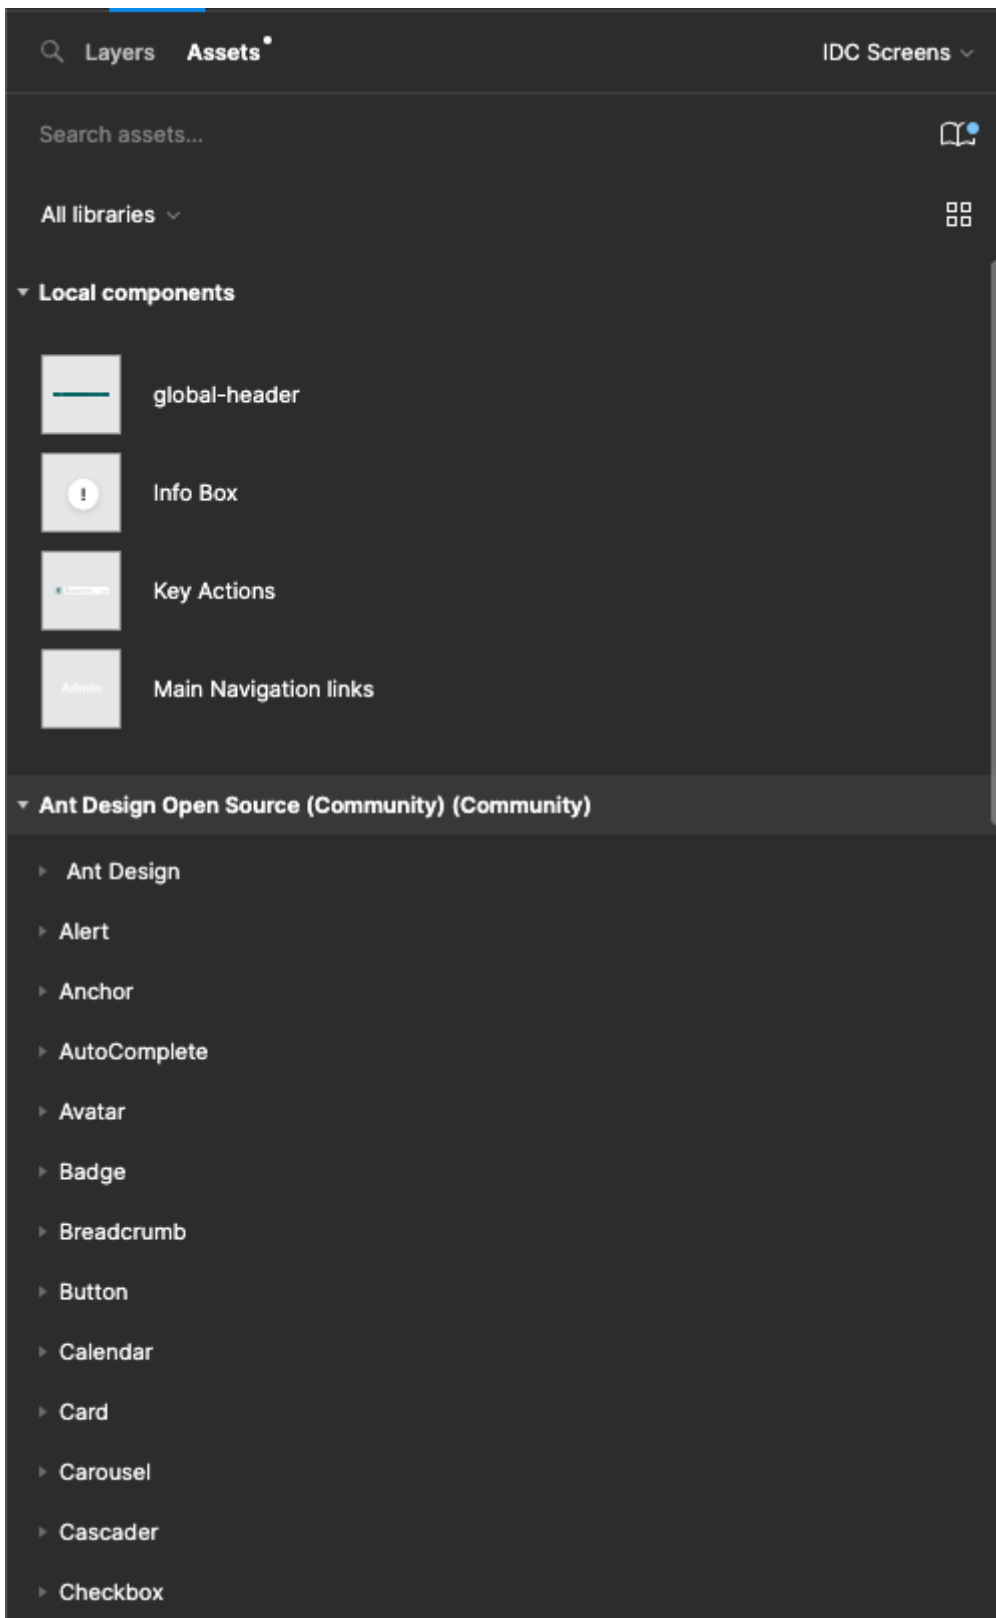 Layers Assets IDC Screens
Search assets...
All libraries
Local components
global-header
!
Info Box
Key Actions
Admin
Main Navigation links
Ant Design Open Source (Community) (Community)
Ant Design
Alert
Anchor
AutoComplete
Avatar
Badge
Breadcrumb
Button
Calendar
Card
Carousel
Cascader
Checkbox